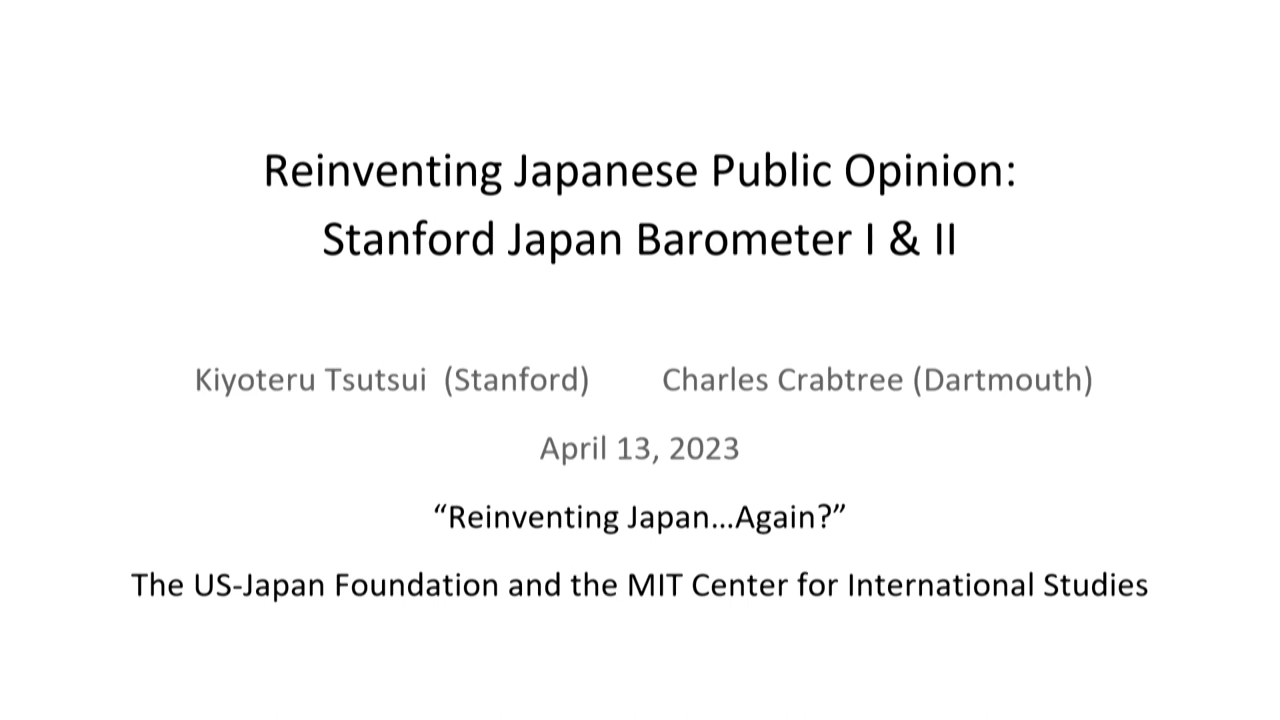 Reinventing Japanese Public Opinion:
Stanford Japan Barometer I & II
Kiyoteru Tsutsui (Stanford) Charles Crabtree (Dartmouth)
April 13, 2023
“Reinventing Japan…Again?”
The US-Japan Foundation and the MIT Center for International Studies